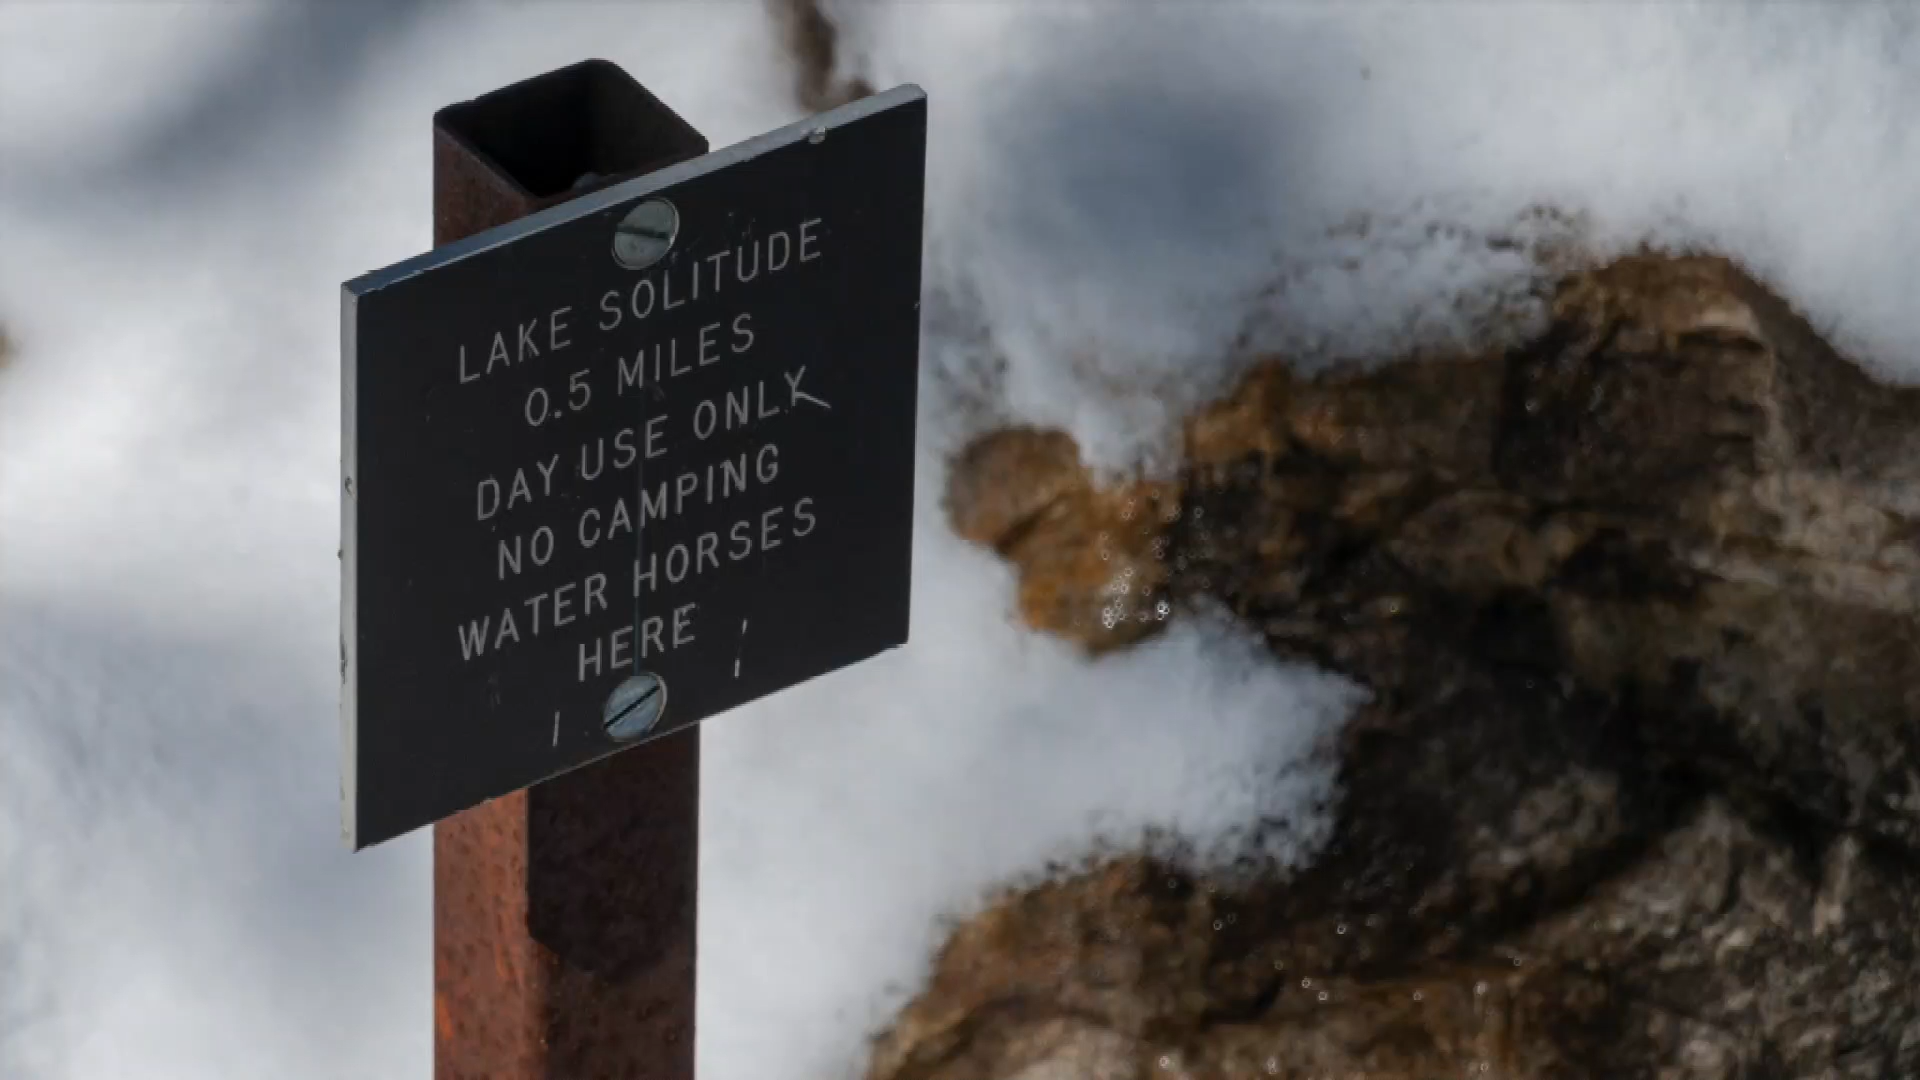 LAKE SOLITUDE
0.5 MILES
DAY USE ONLY
NO CAMPING
WATER HORSES
HERE